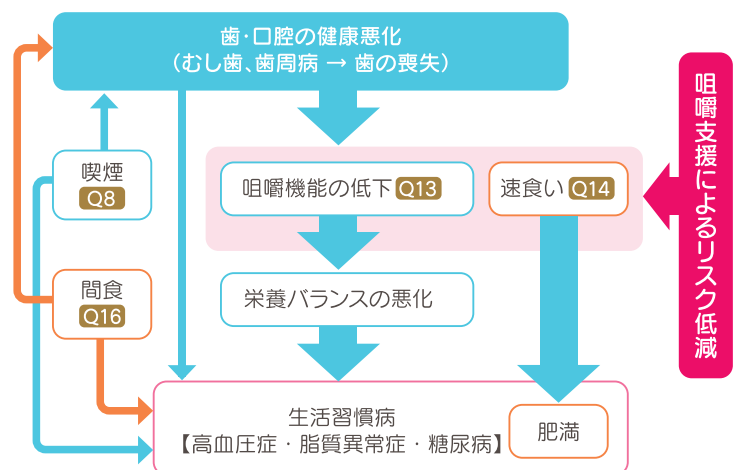 歯・口腔の健康悪化
（むし歯、歯周病 → 歯の喪失）
喫煙
Q8
咀嚼機能の低下 Q13
速食い Q14
咀嚼支援によるリスク低減
間食
Q16
栄養バランスの悪化
生活習慣病
【高血圧症・脂質異常症・糖尿病】
肥満